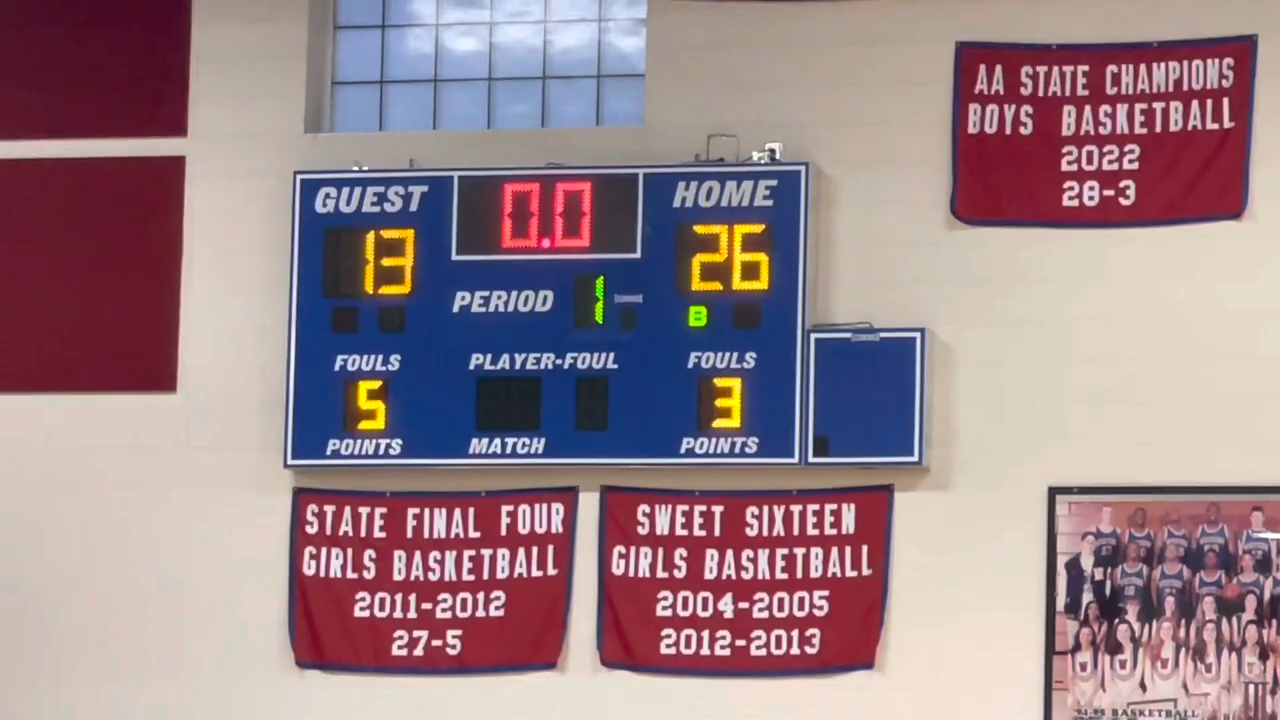 AA STATE CHAMPIONS
BOYS BASKETBALL
2022
28-3
GUEST
0.0
HOME
13
26
PERIOD
1
B
FOULS
PLAYER-FOUL
FOULS
5
3
POINTS
MATCH
POINTS
STATE FINAL FOUR
GIRLS BASKETBALL
2011-2012
27-5
SWEET SIXTEEN
GIRLS BASKETBALL
2004-2005
2012-2013
94-95 BASKETBALL